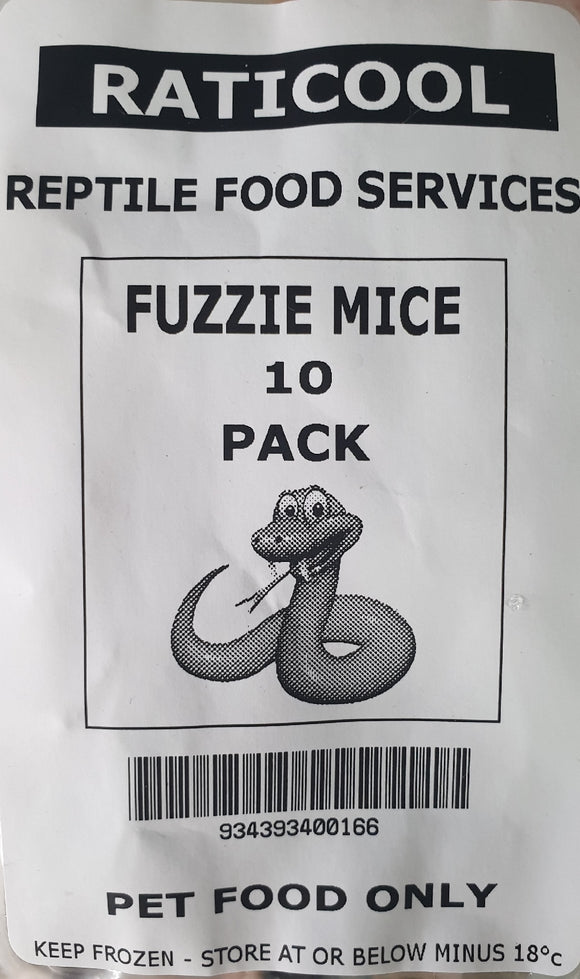 RATICOOL
REPTILE FOOD SERVICES
FUZZIE MICE
10
PACK
934393400166
PET FOOD ONLY
KEEP FROZEN - STORE AT OR BELOW MINUS 18°c